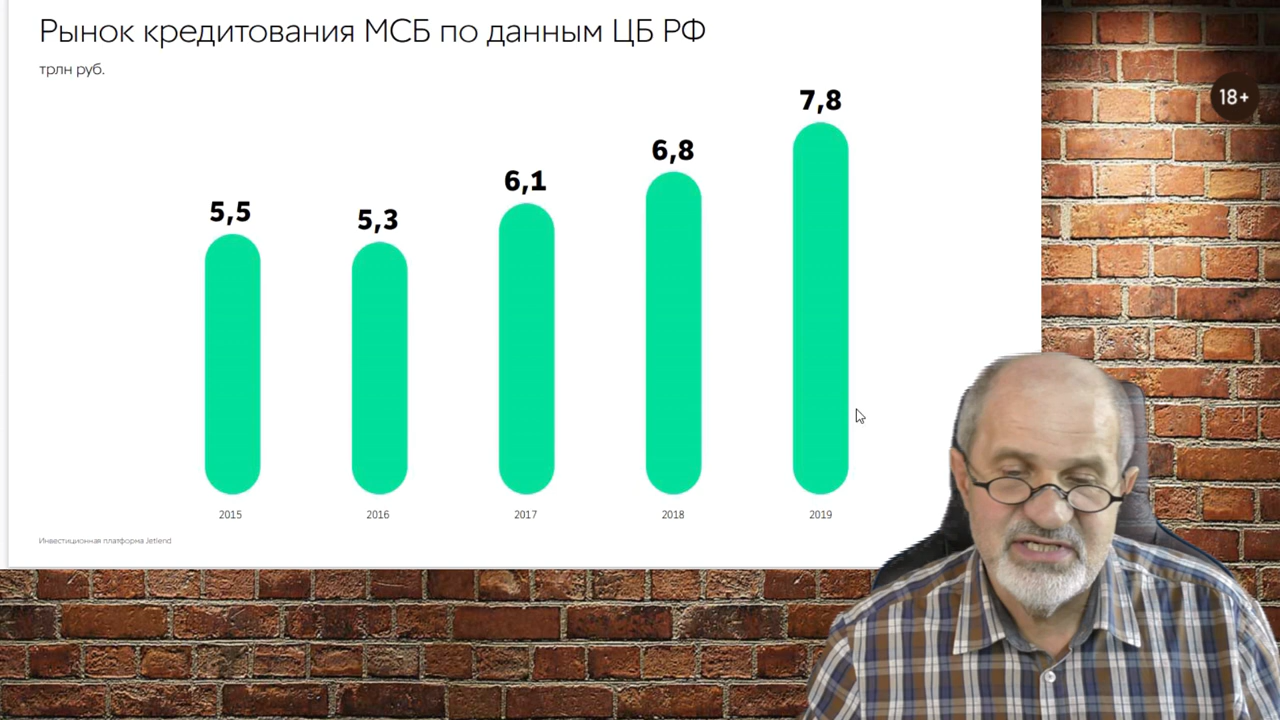 Рынок кредитования МСБ по данным ЦБ РФ
трлн руб.
18+
7,8
6,8
6,1
5,5
5,3
2015 2016 2017 2018 2019
Инвестиционная платформа Jetlend